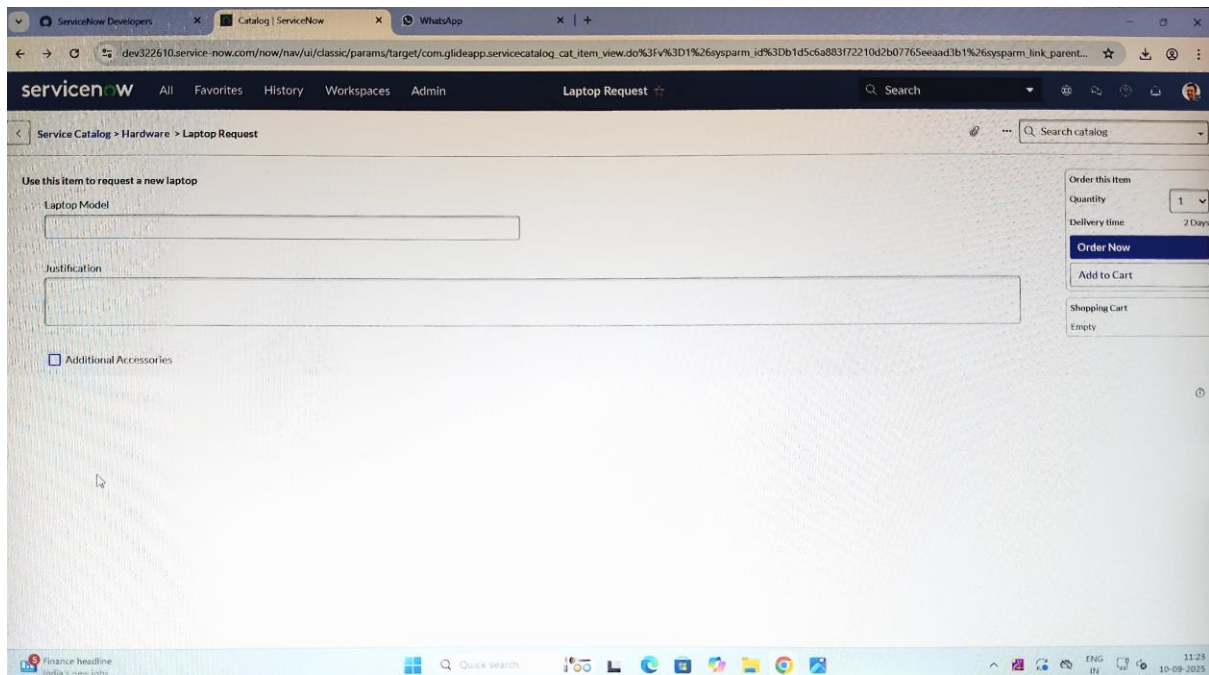 ServiceNow Developers
Catalog | ServiceNow
WhatsApp
dev322610.service-now.com/now/nav/ui/classic/params/target/com.glideapp.servicecatalog_cat_item_view.do%3Fv%3D1%26sysparm_id%3Db1d5c6a883f72210d2b07765eeaad3b1%26sysparm_link_parent...
servicenow All Favorites History Workspaces Admin Laptop Request Search
Service Catalog > Hardware > Laptop Request Search catalog
Use this item to request a new laptop
Laptop Model
Justification
Additional Accessories
Order this Item
Quantity 1
Delivery time 2 Days
Order Now
Add to Cart
Shopping Cart
Empty
5
Finance headline
India's new jobs
Quick search
ENG
IN
11:23
10-09-2025